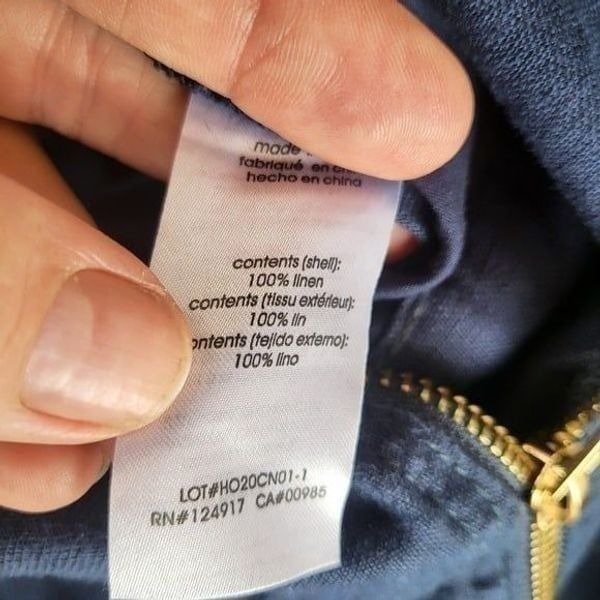 made
fabriqué en
hecho en china
contents (shell):
100% linen
contents (tissu extérieur):
100% lin
ontents (tejido externo):
100% lino
LOT#HO20CN01-1
RN#124917 CA#00985